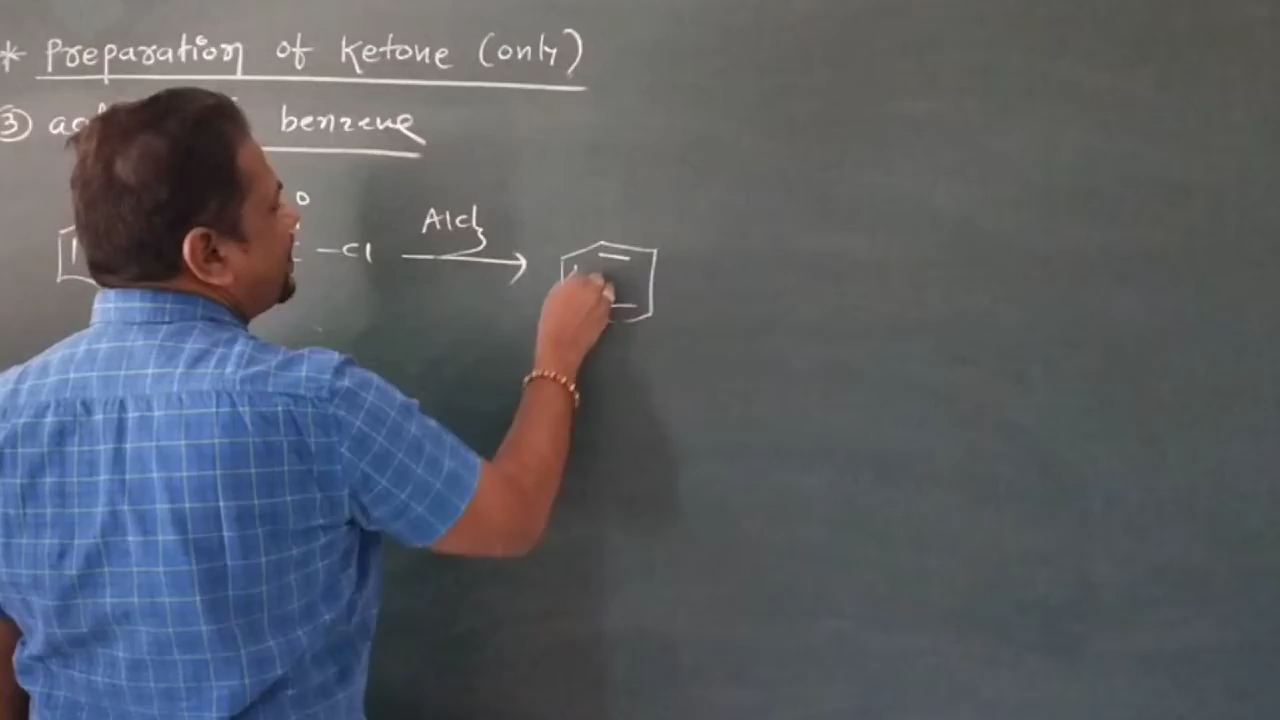 * Preparation of Ketone (only)
③ benzene
O
-Cl AlCl3